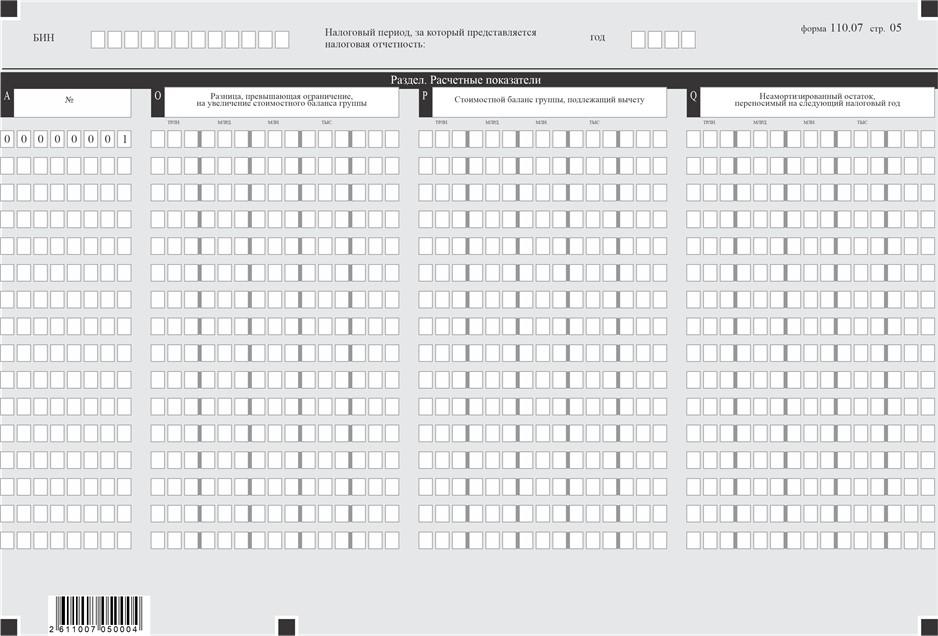 БИН
Налоговый период, за который представляется
налоговая отчетность:
год
форма 110.07 стр. 05
Раздел. Расчетные показатели
A
№
O
Разница, превышающая ограничение,
на увеличение стоимостного баланса группы
P
Стоимостной баланс группы, подлежащий вычету
Q
Неамортизированный остаток,
переносимый на следующий налоговый год
ТРЛН МЛРД МЛН ТЫС
ТРЛН МЛРД МЛН ТЫС
ТРЛН МЛРД МЛН ТЫС
0 0 0 0 0 0 0 1
2 611007 050004